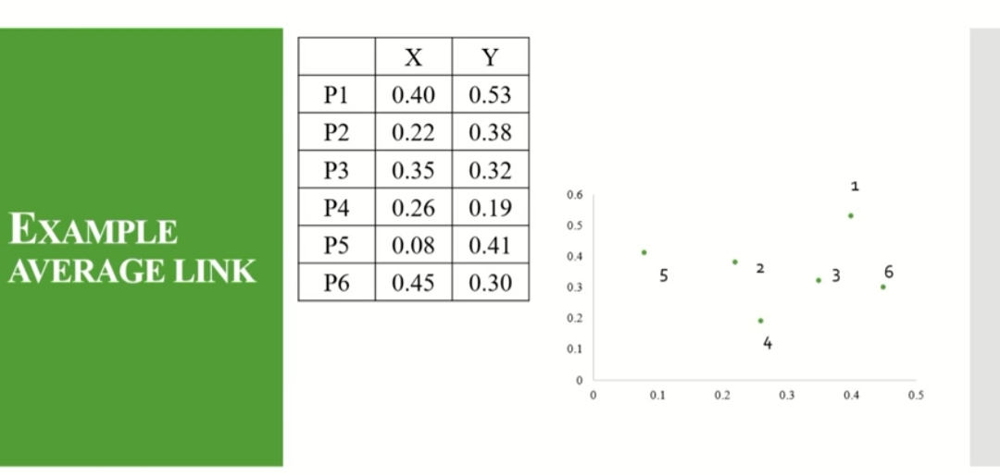 EXAMPLE
AVERAGE LINK
X Y
P1 0.40 0.53
P2 0.22 0.38
P3 0.35 0.32
P4 0.26 0.19
P5 0.08 0.41
P6 0.45 0.30
1
0.6
0.5
0.4
5 2 3 6
0.3
0.2
4
0.1
0
0 0.1 0.2 0.3 0.4 0.5